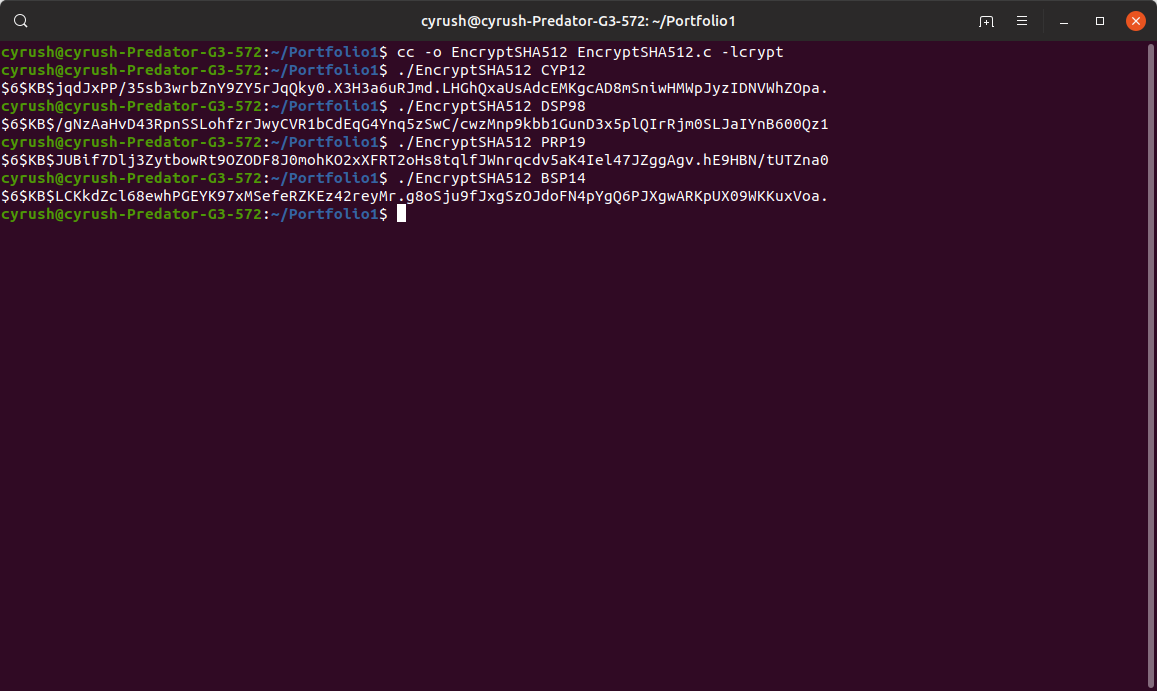 cyrush@cyrush-Predator-G3-572: ~/Portfolio1
cyrush@cyrush-Predator-G3-572:~/Portfolio1$ cc -o EncryptSHA512 EncryptSHA512.c -lcrypt
cyrush@cyrush-Predator-G3-572:~/Portfolio1$ ./EncryptSHA512 CYP12
$6$KB$jqdJxPP/35sb3wrbZnY9ZY5rJqQky0.X3H3a6uRJmd.LHGhQxaUsAdcEMKgcAD8mSniwHMWpJyzIDNVWhZOpa.
cyrush@cyrush-Predator-G3-572:~/Portfolio1$ ./EncryptSHA512 DSP98
$6$KB$/gNzAaHvD43RpnSSLohfzrJwyCVR1bCdEqG4Ynq5zSwC/cwzMnp9kbb1GunD3x5plQIrRjm0SLJaIYnB600Qz1
cyrush@cyrush-Predator-G3-572:~/Portfolio1$ ./EncryptSHA512 PRP19
$6$KB$JUBif7Dlj3ZytbowRt9OZODF8J0mohKO2xXFRT2oHs8tqlfJWnrqcdv5aK4Iel47JZggAgv.hE9HBN/tUTZna0
cyrush@cyrush-Predator-G3-572:~/Portfolio1$ ./EncryptSHA512 BSP14
$6$KB$LCKkdZcl68ewhPGEYK97xMSefeRZKEz42reyMr.g8oSju9fJxgSzOJdoFN4pYgQ6PJXgwARKpUX09WKKuxVoa.
cyrush@cyrush-Predator-G3-572:~/Portfolio1$